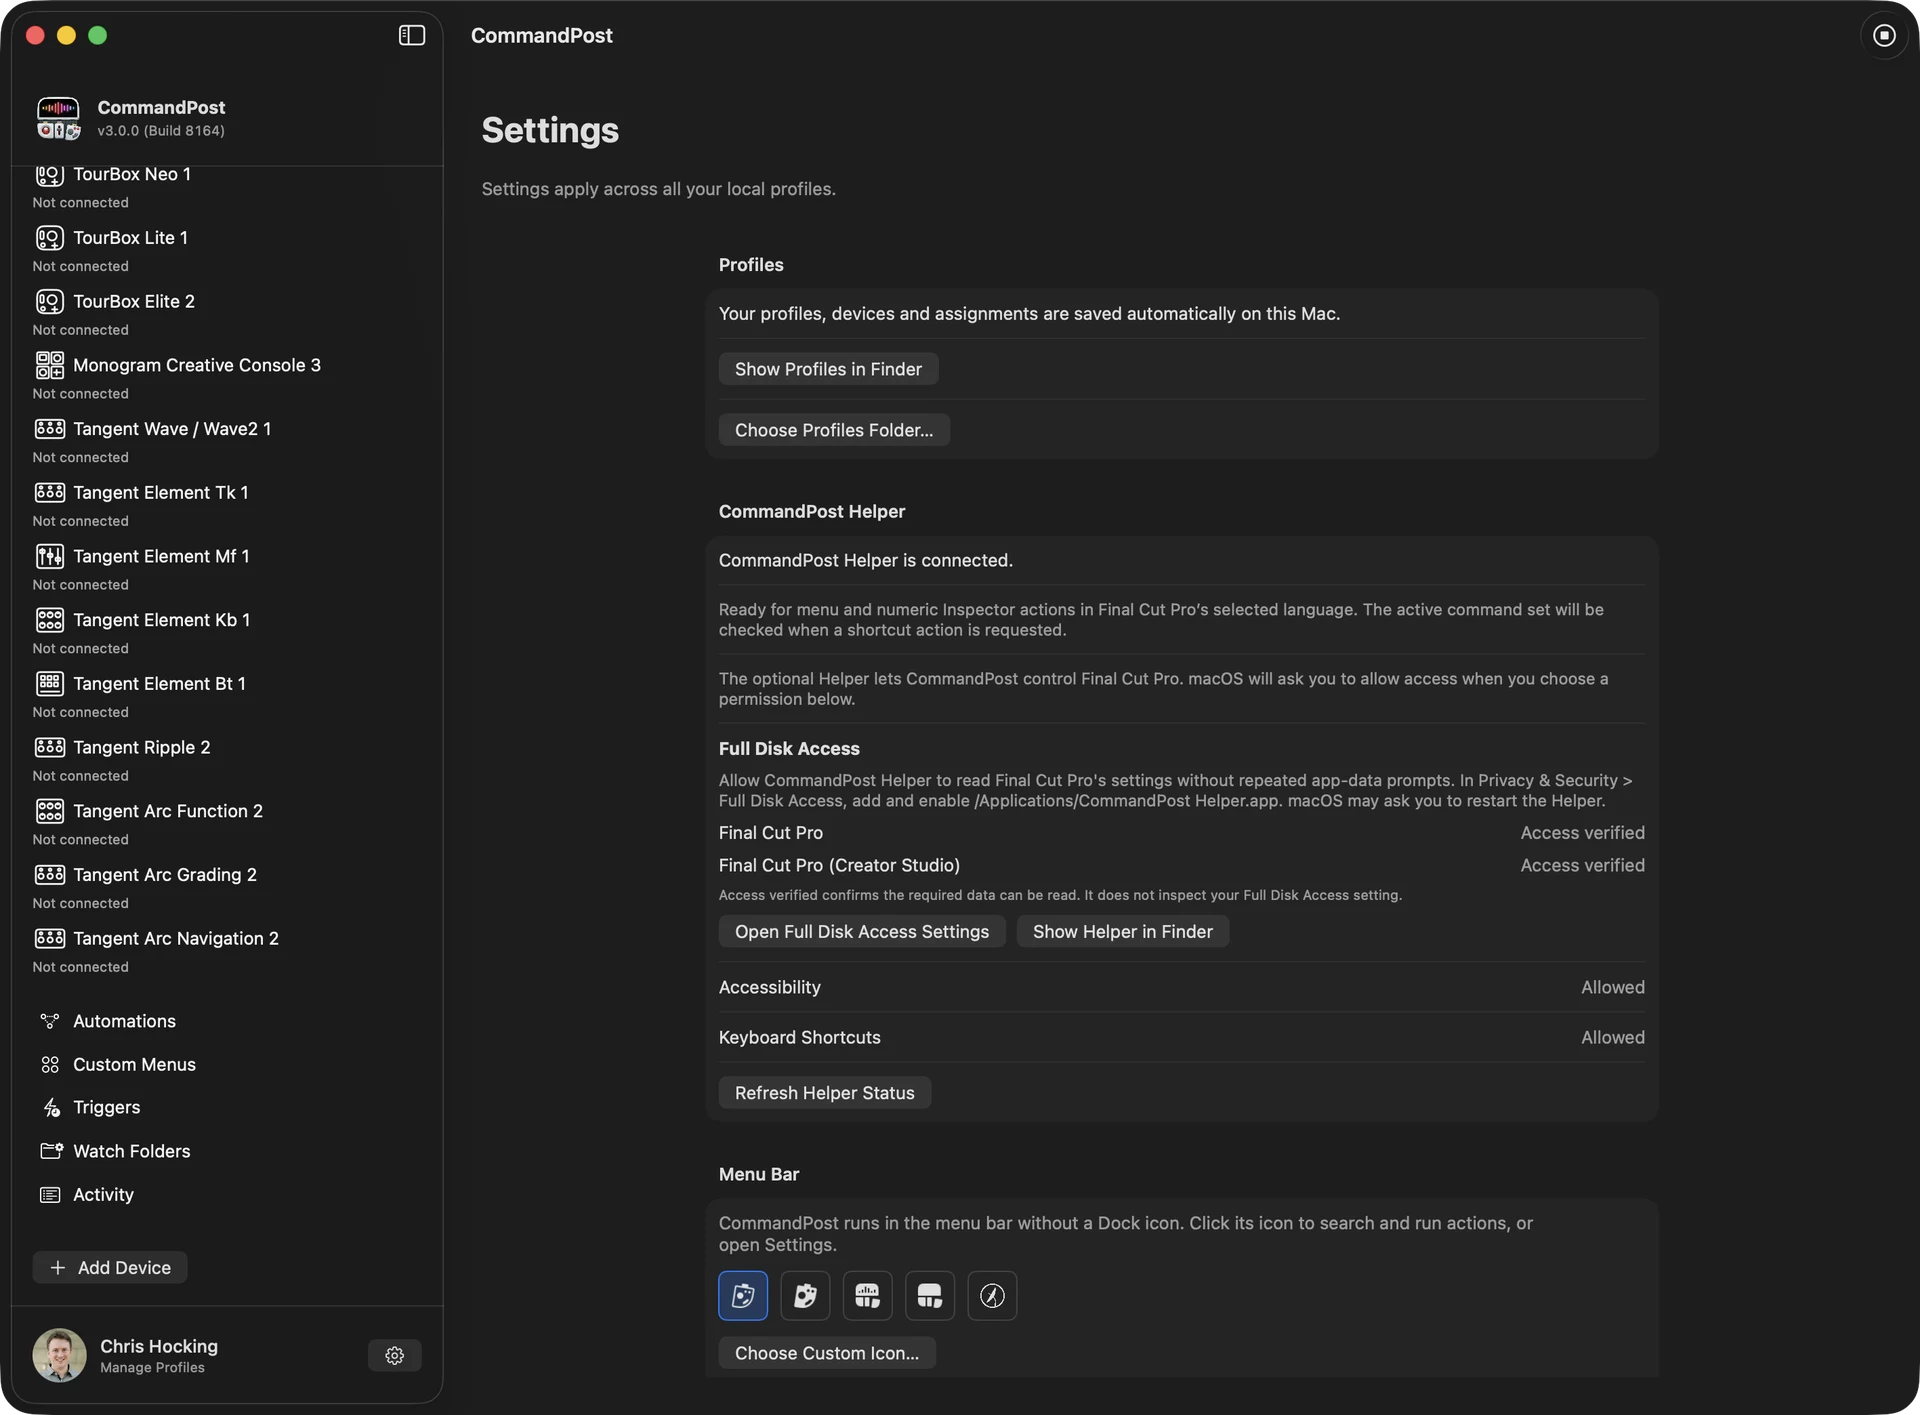 CommandPost
v3.0.0 (Build 8164)
TourBox Neo 1
Not connected
TourBox Lite 1
Not connected
TourBox Elite 2
Not connected
Monogram Creative Console 3
Not connected
Tangent Wave / Wave2 1
Not connected
Tangent Element Tk 1
Not connected
Tangent Element Mf 1
Not connected
Tangent Element Kb 1
Not connected
Tangent Element Bt 1
Not connected
Tangent Ripple 2
Not connected
Tangent Arc Function 2
Not connected
Tangent Arc Grading 2
Not connected
Tangent Arc Navigation 2
Not connected
Automations
Custom Menus
Triggers
Watch Folders
Activity
+ Add Device
Chris Hocking
Manage Profiles
CommandPost
Settings
Settings apply across all your local profiles.
Profiles
Your profiles, devices and assignments are saved automatically on this Mac.
Show Profiles in Finder
Choose Profiles Folder...
CommandPost Helper
CommandPost Helper is connected.
Ready for menu and numeric Inspector actions in Final Cut Pro’s selected language. The active command set will be
checked when a shortcut action is requested.
The optional Helper lets CommandPost control Final Cut Pro. macOS will ask you to allow access when you choose a
permission below.
Full Disk Access
Allow CommandPost Helper to read Final Cut Pro's settings without repeated app-data prompts. In Privacy & Security >
Full Disk Access, add and enable /Applications/CommandPost Helper.app. macOS may ask you to restart the Helper.
Final Cut Pro Access verified
Final Cut Pro (Creator Studio) Access verified
Access verified confirms the required data can be read. It does not inspect your Full Disk Access setting.
Open Full Disk Access Settings Show Helper in Finder
Accessibility Allowed
Keyboard Shortcuts Allowed
Refresh Helper Status
Menu Bar
CommandPost runs in the menu bar without a Dock icon. Click its icon to search and run actions, or
open Settings.
Choose Custom Icon...